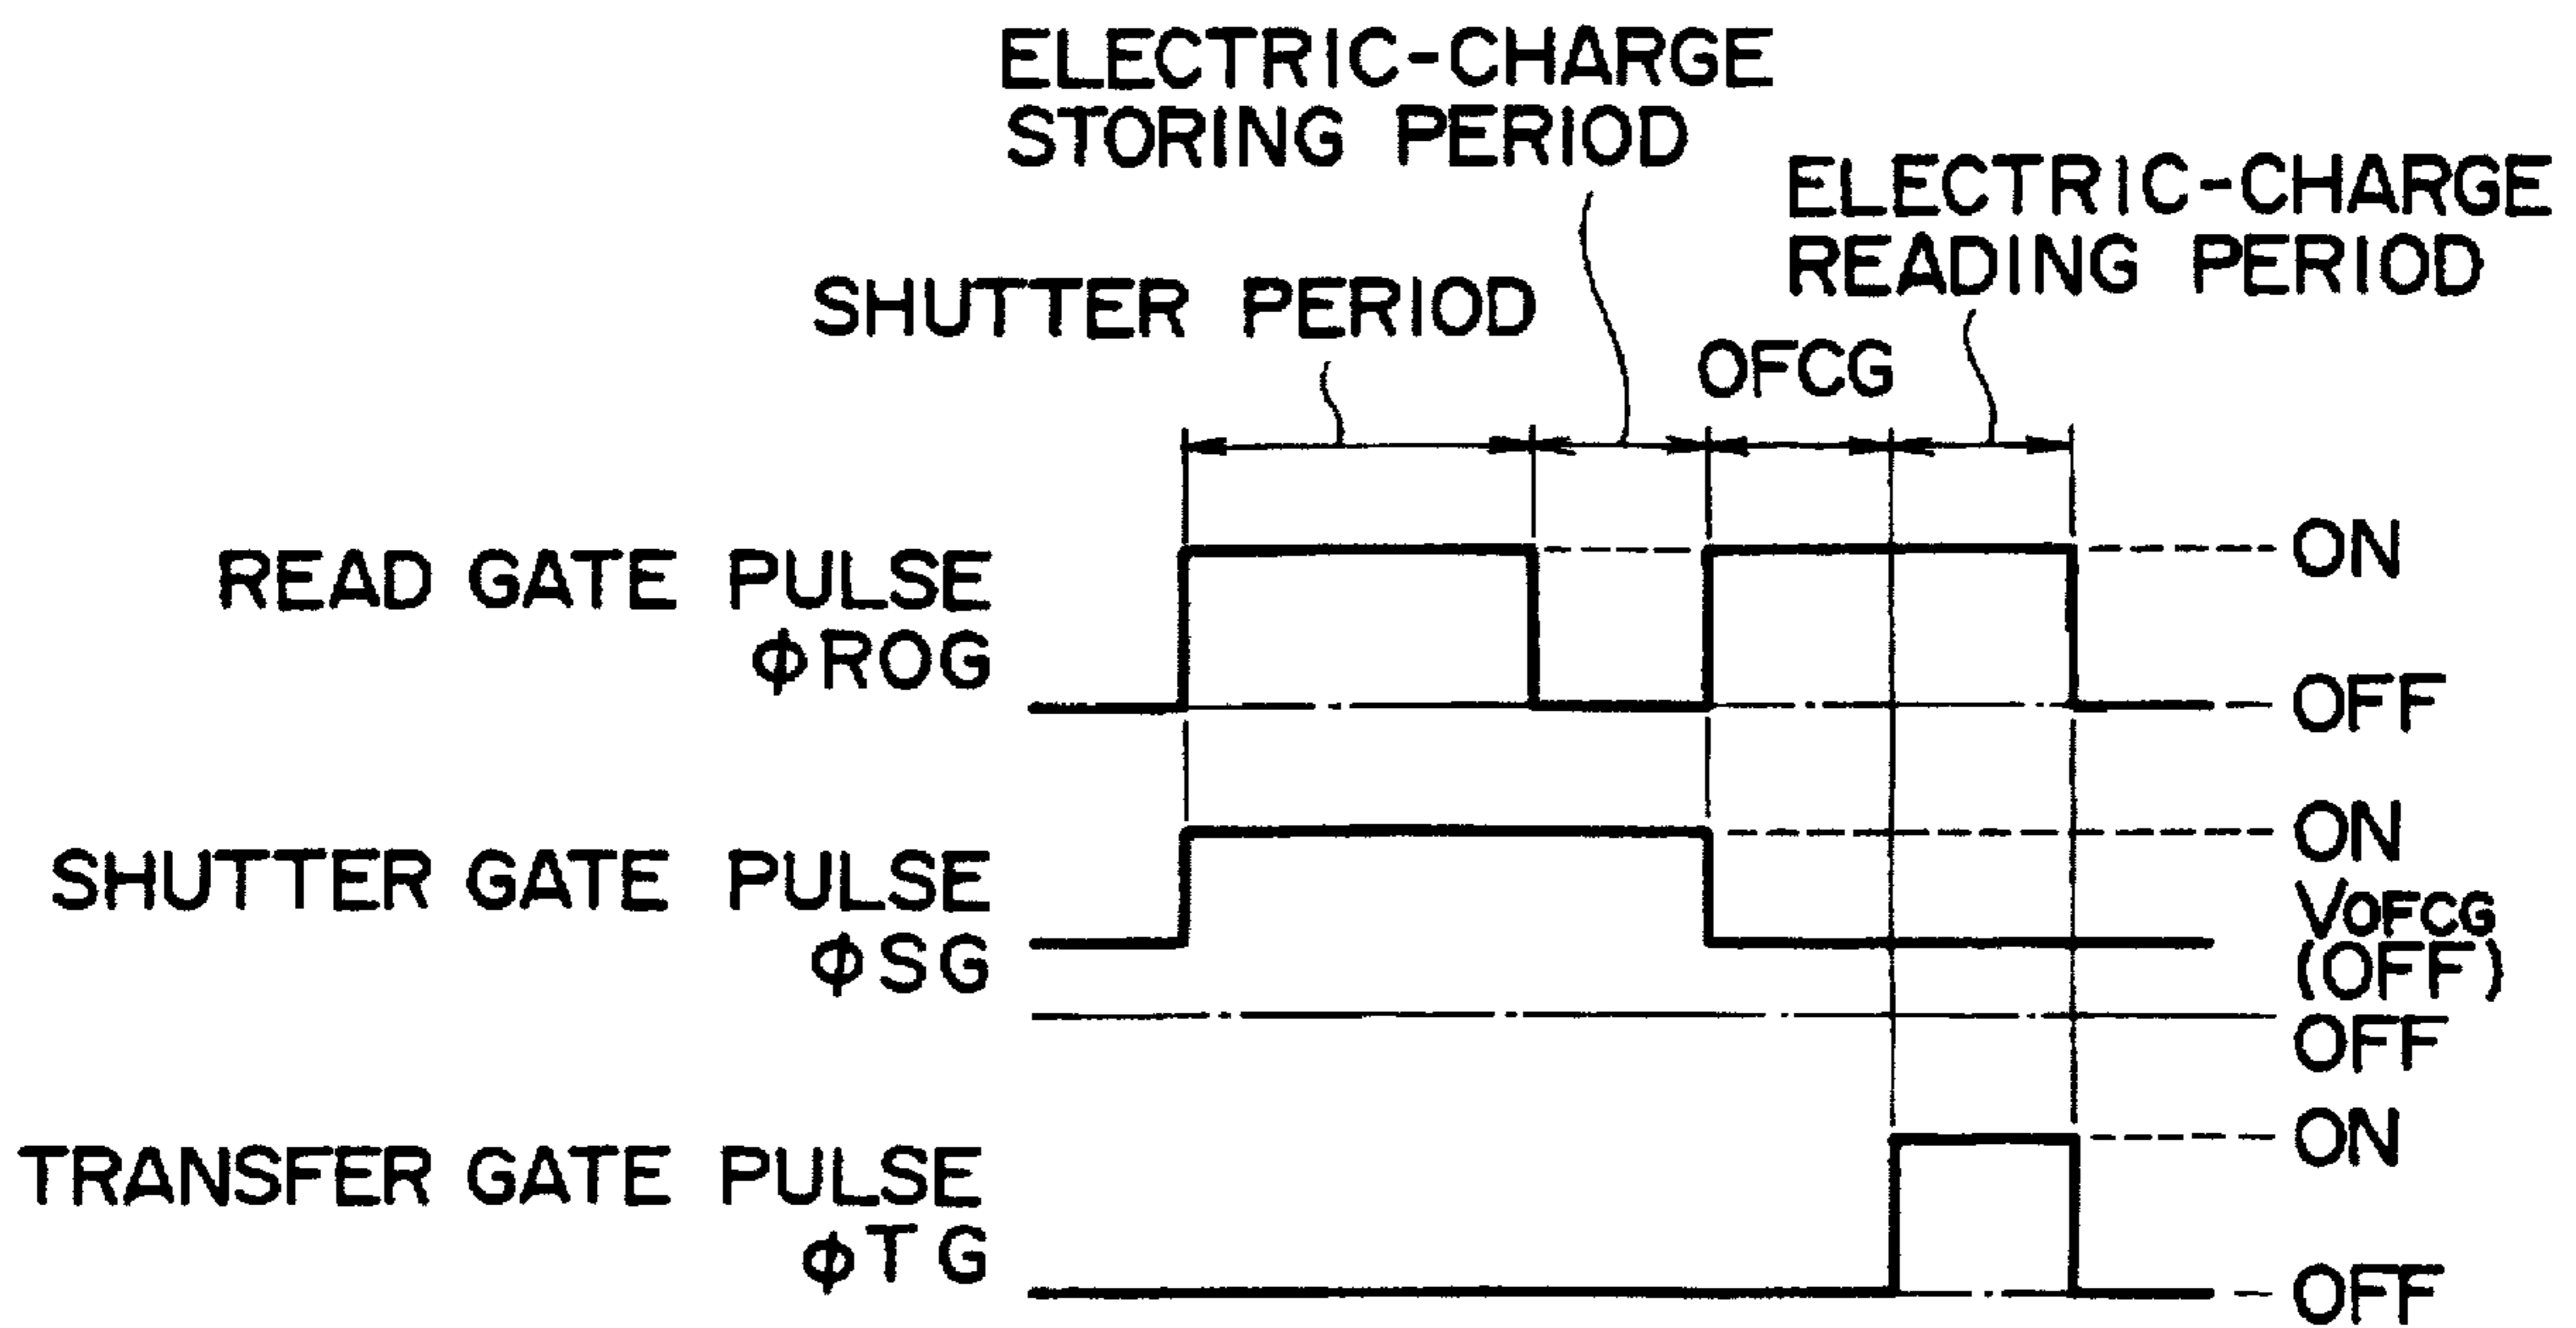 ELECTRIC-CHARGE
STORING PERIOD
ELECTRIC-CHARGE
READING PERIOD
SHUTTER PERIOD
OFCG
READ GATE PULSE
ϕROG
ON
OFF
SHUTTER GATE PULSE
ϕSG
ON
VOFCG
(OFF)
OFF
TRANSFER GATE PULSE
ϕTG
ON
OFF